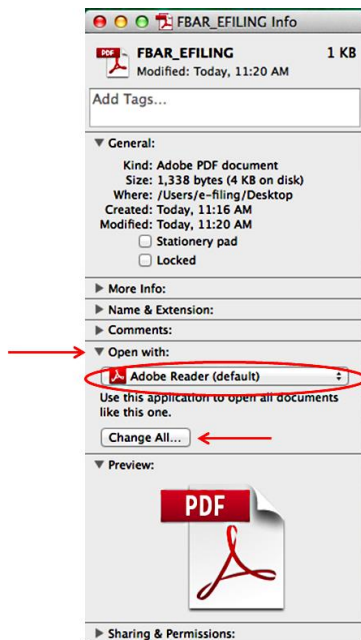 FBAR_EFILING Info
PDF
FBAR_EFILING 1 KB
Modified: Today, 11:20 AM
Add Tags...
General:
Kind: Adobe PDF document
Size: 1,338 bytes (4 KB on disk)
Where: /Users/e-filing/Desktop
Created: Today, 11:16 AM
Modified: Today, 11:20 AM
Stationery pad
Locked
More Info:
Name & Extension:
Comments:
Open with:
Adobe Reader (default)
Use this application to open all documents
like this one.
Change All...
Preview:
PDF
Sharing & Permissions: